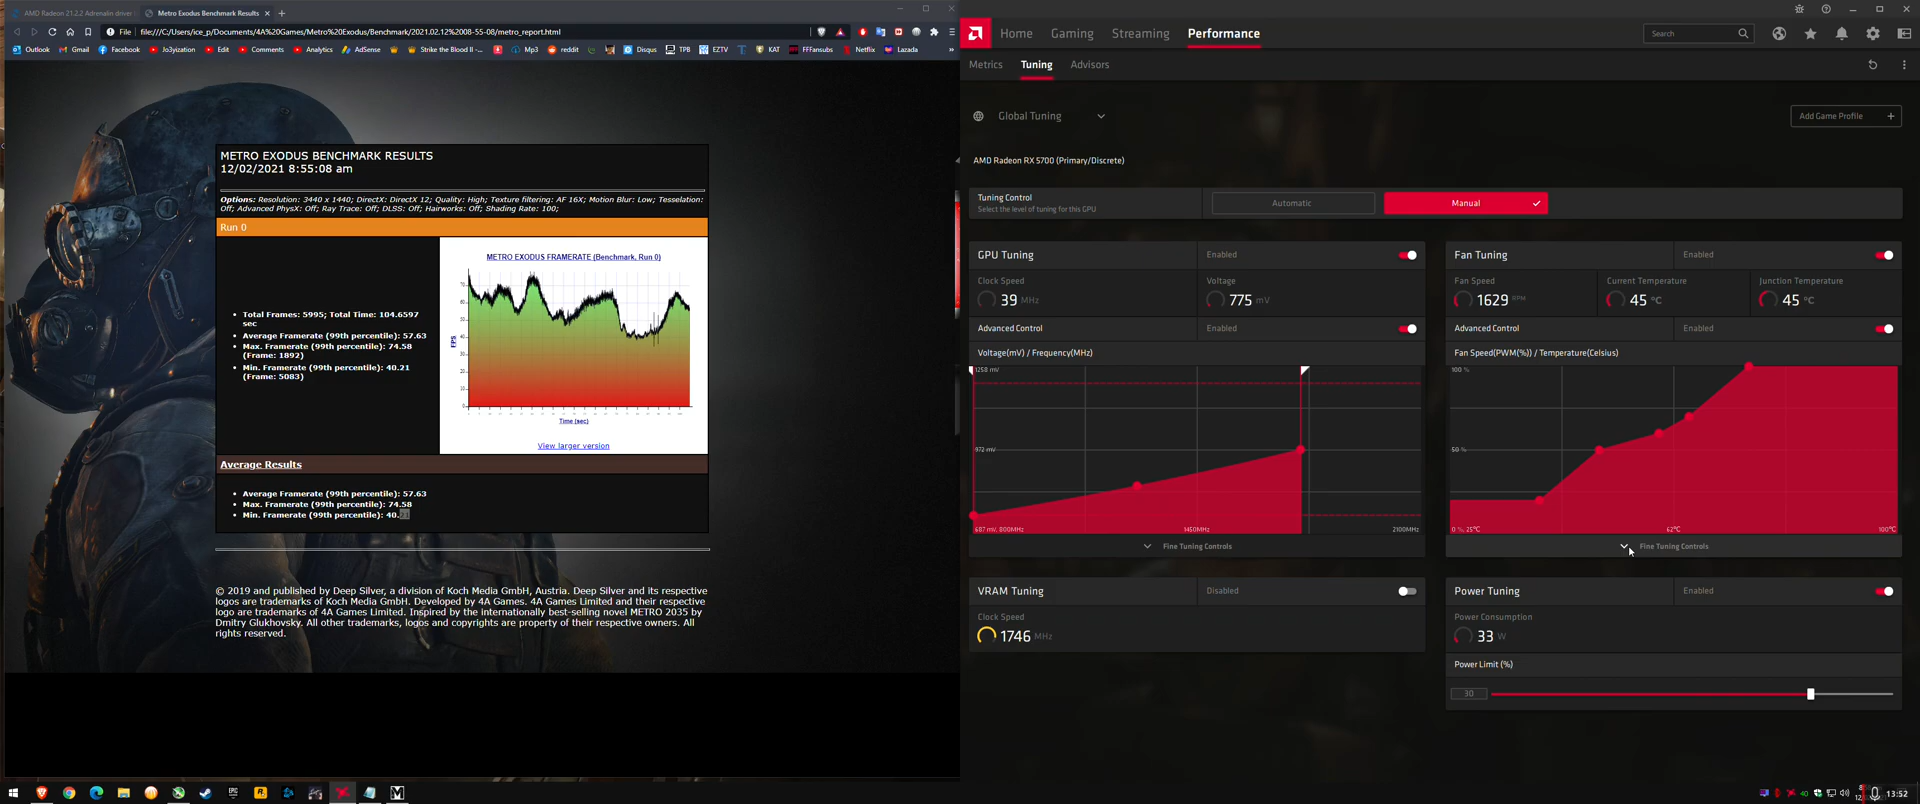 AMD Radeon 21.2.2 Adrenalin driver
Metro Exodus Benchmark Results
File
file:///C:/Users/ice_p/Documents/4A%20Games/Metro%20Exodus/Benchmark/2021.02.12%2008-55-08/metro_report.html
Outlook
Gmail
Facebook
Jo3yization
Edit
Comments
Analytics
AdSense
Strike the Blood II -...
Mp3
reddit
Disqus
TPB
EZTV
KAT
FFFansubs
Netflix
Lazada
METRO EXODUS BENCHMARK RESULTS
12/02/2021 8:55:08 am
Options: Resolution: 3440 x 1440; DirectX: DirectX 12; Quality: High; Texture filtering: AF 16X; Motion Blur: Low; Tesselation:
Off; Advanced PhysX: Off; Ray Trace: Off; DLSS: Off; Hairworks: Off; Shading Rate: 100;
Run 0
Total Frames: 5995; Total Time: 104.6597
sec
Average Framerate (99th percentile): 57.63
Max. Framerate (99th percentile): 74.58
(Frame: 1892)
Min. Framerate (99th percentile): 40.21
(Frame: 5083)
METRO EXODUS FRAMERATE (Benchmark, Run 0)
FPS
70
60
50
40
30
20
10
0
Time (sec)
View larger version
Average Results
Average Framerate (99th percentile): 57.63
Max. Framerate (99th percentile): 74.58
Min. Framerate (99th percentile): 40.
© 2019 and published by Deep Silver, a division of Koch Media GmbH, Austria. Deep Silver and its respective
logos are trademarks of Koch Media GmbH. Developed by 4A Games. 4A Games Limited and their respective
logo are trademarks of 4A Games Limited. Inspired by the internationally best-selling novel METRO 2035 by
Dmitry Glukhovsky. All other trademarks, logos and copyrights are property of their respective owners. All
rights reserved.
Home
Gaming
Streaming
Performance
Search
Metrics
Tuning
Advisors
Global Tuning
Add Game Profile
AMD Radeon RX 5700 (Primary/Discrete)
Tuning Control
Select the level of tuning for this GPU
Automatic
Manual
GPU Tuning
Enabled
Clock Speed
39 MHz
Voltage
775 mV
Advanced Control
Enabled
Voltage(mV) / Frequency(MHz)
1258 mV
972 mV
687 mV, 800MHz
1450MHz
2100MHz
Fine Tuning Controls
VRAM Tuning
Disabled
Clock Speed
1746 MHz
Fan Tuning
Enabled
Fan Speed
1629 RPM
Current Temperature
45 °C
Junction Temperature
45 °C
Advanced Control
Enabled
Fan Speed(PWM(%) / Temperature(Celsius)
100 %
50 %
0 %, 25℃
62℃
100℃
Fine Tuning Controls
Power Tuning
Enabled
Power Consumption
33 W
Power Limit (%)
30
EPIC
40
13:52